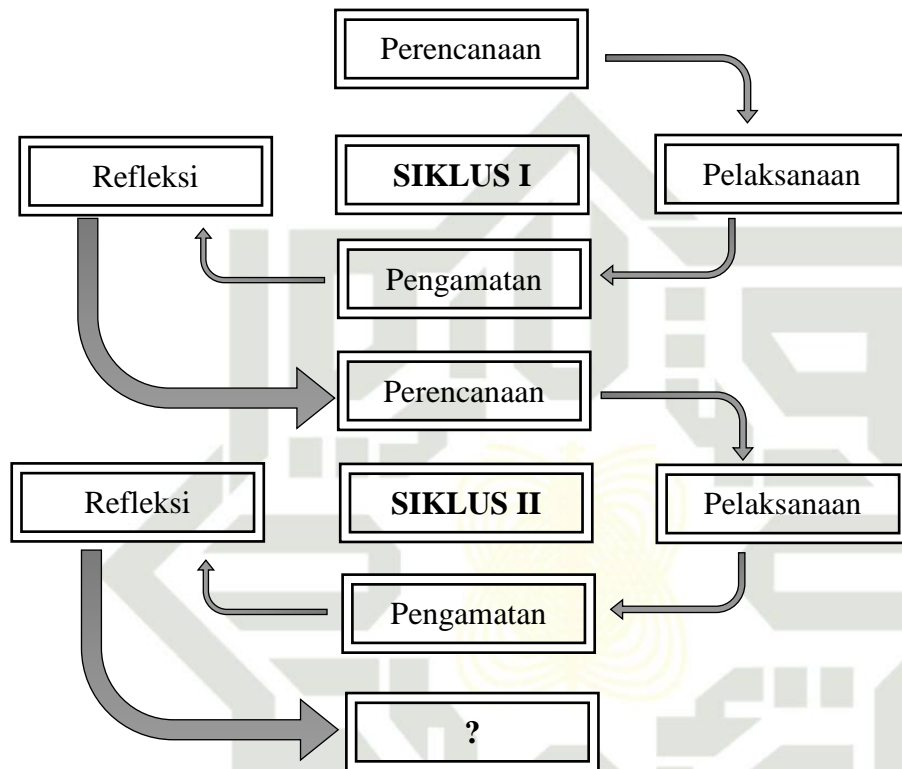 Perencanaan
Refleksi
SIKLUS I
Pelaksanaan
Pengamatan
Perencanaan
Refleksi
SIKLUS II
Pelaksanaan
Pengamatan
?